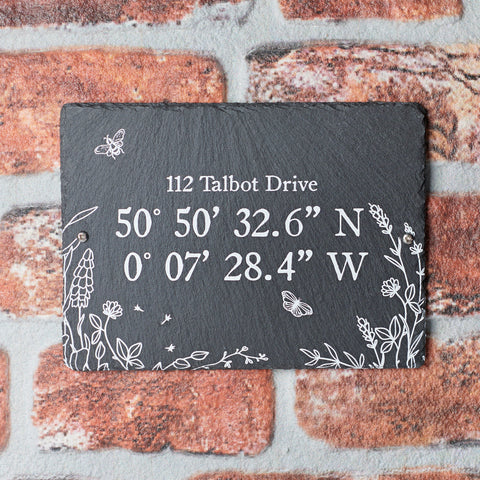 112 Talbot Drive
50° 50’ 32.6” N
0° 07’ 28.4” W